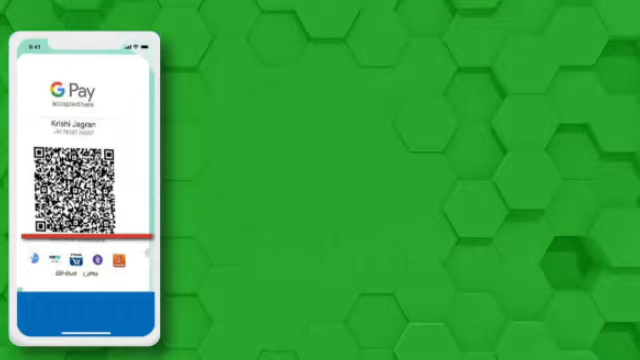 9:41
G Pay
accepted here
Krishi Jagran
BHIM UPI